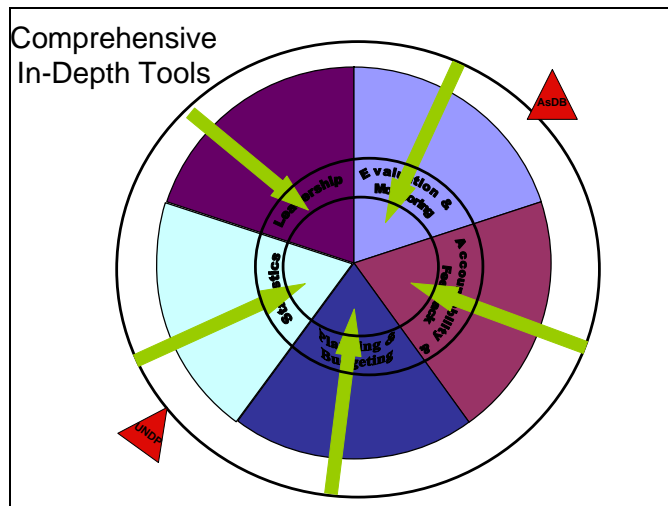 Comprehensive
In-Depth Tools
AsDB
Leadership
Evaluation &
Monitoring
Accountability &
Feedback
Statistics
Planning &
Budgeting
UNDP